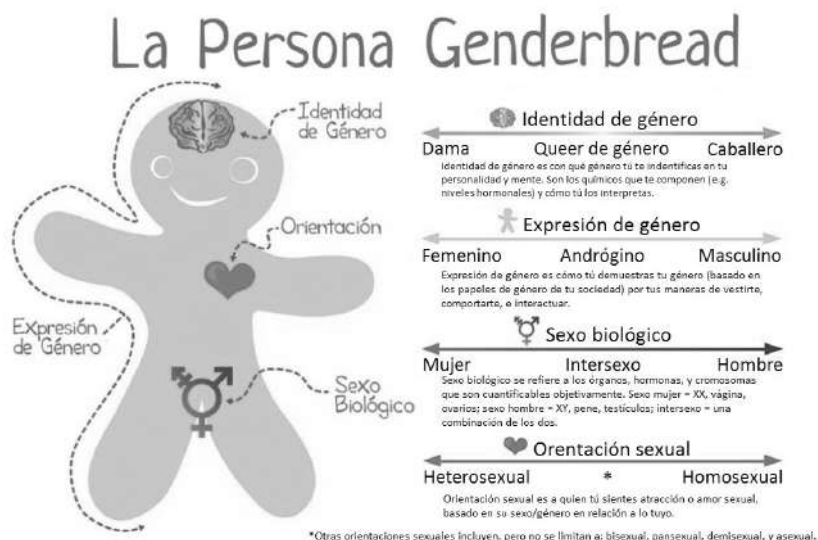 La Persona Genderbread
Identidad
de Género
Orientación
Expresión
de Género
Sexo
Biológico
Identidad de género
Dama Queer de género Caballero
Identidad de género es con qué género tú te indentificas en tu
personalidad y mente. Son los químicos que te componen (e.g.
niveles hormonales) y cómo tú los interpretas.
Expresión de género
Femenino Andrógino Masculino
Expresión de género es cómo tú demuestras tu género (basado en
los papeles de género de tu sociedad) por tus maneras de vestirte,
comportarte, e interactuar.
Sexo biológico
Mujer Intersexo Hombre
Sexo biológico se refiere a los órganos, hormonas, y cromosomas
que son cuantificables objetivamente. Sexo mujer = XX, vágina,
ovarios; sexo hombre = XY, pene, testículos; intersexo = una
combinación de los dos.
Orentación sexual
Heterosexual * Homosexual
Orientación sexual es a quien tú sientes atracción o amor sexual,
basado en su sexo/género en relación a lo tuyo.
*Otras orientaciones sexuales incluyen, pero no se limitan a: bisexual, pansexual, demisexual, y asexual.